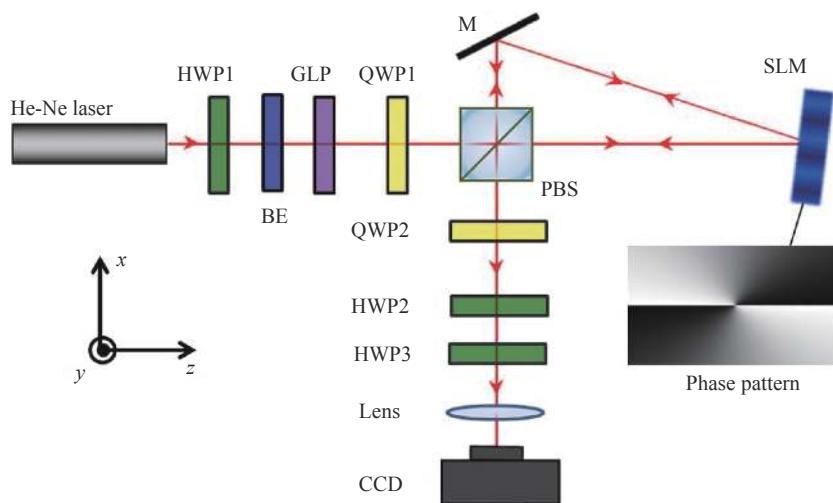 M
SLM
HWP1
GLP
QWP1
He-Ne laser
PBS
BE
QWP2
x
HWP2
y
z
HWP3
Phase pattern
Lens
CCD